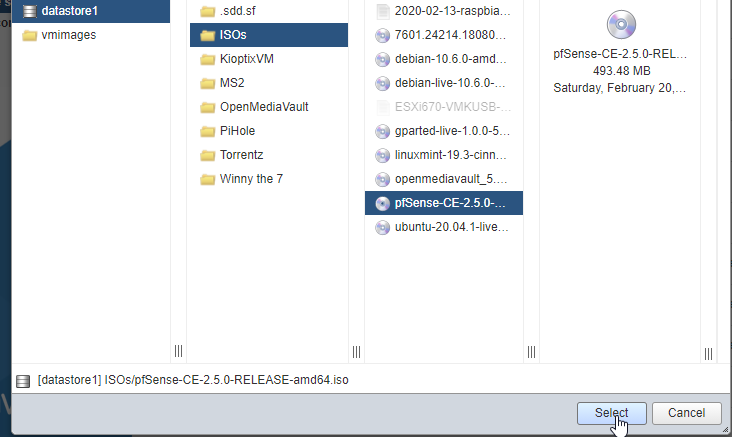 datastore1
vmimages
.sdd.sf
ISOs
KioptixVM
MS2
OpenMediaVault
PiHole
Torrentz
Winny the 7
2020-02-13-raspbia...
7601.24214.18080...
debian-10.6.0-amd...
debian-live-10.6.0-...
ESXi670-VMKUSB-...
gparted-live-1.0.0-5...
linuxmint-19.3-cinn...
openmediavault_5....
pfSense-CE-2.5.0-...
ubuntu-20.04.1-live...
pfSense-CE-2.5.0-REL...
493.48 MB
Saturday, February 20,...
[datastore1] ISOs/pfSense-CE-2.5.0-RELEASE-amd64.iso
Select
Cancel